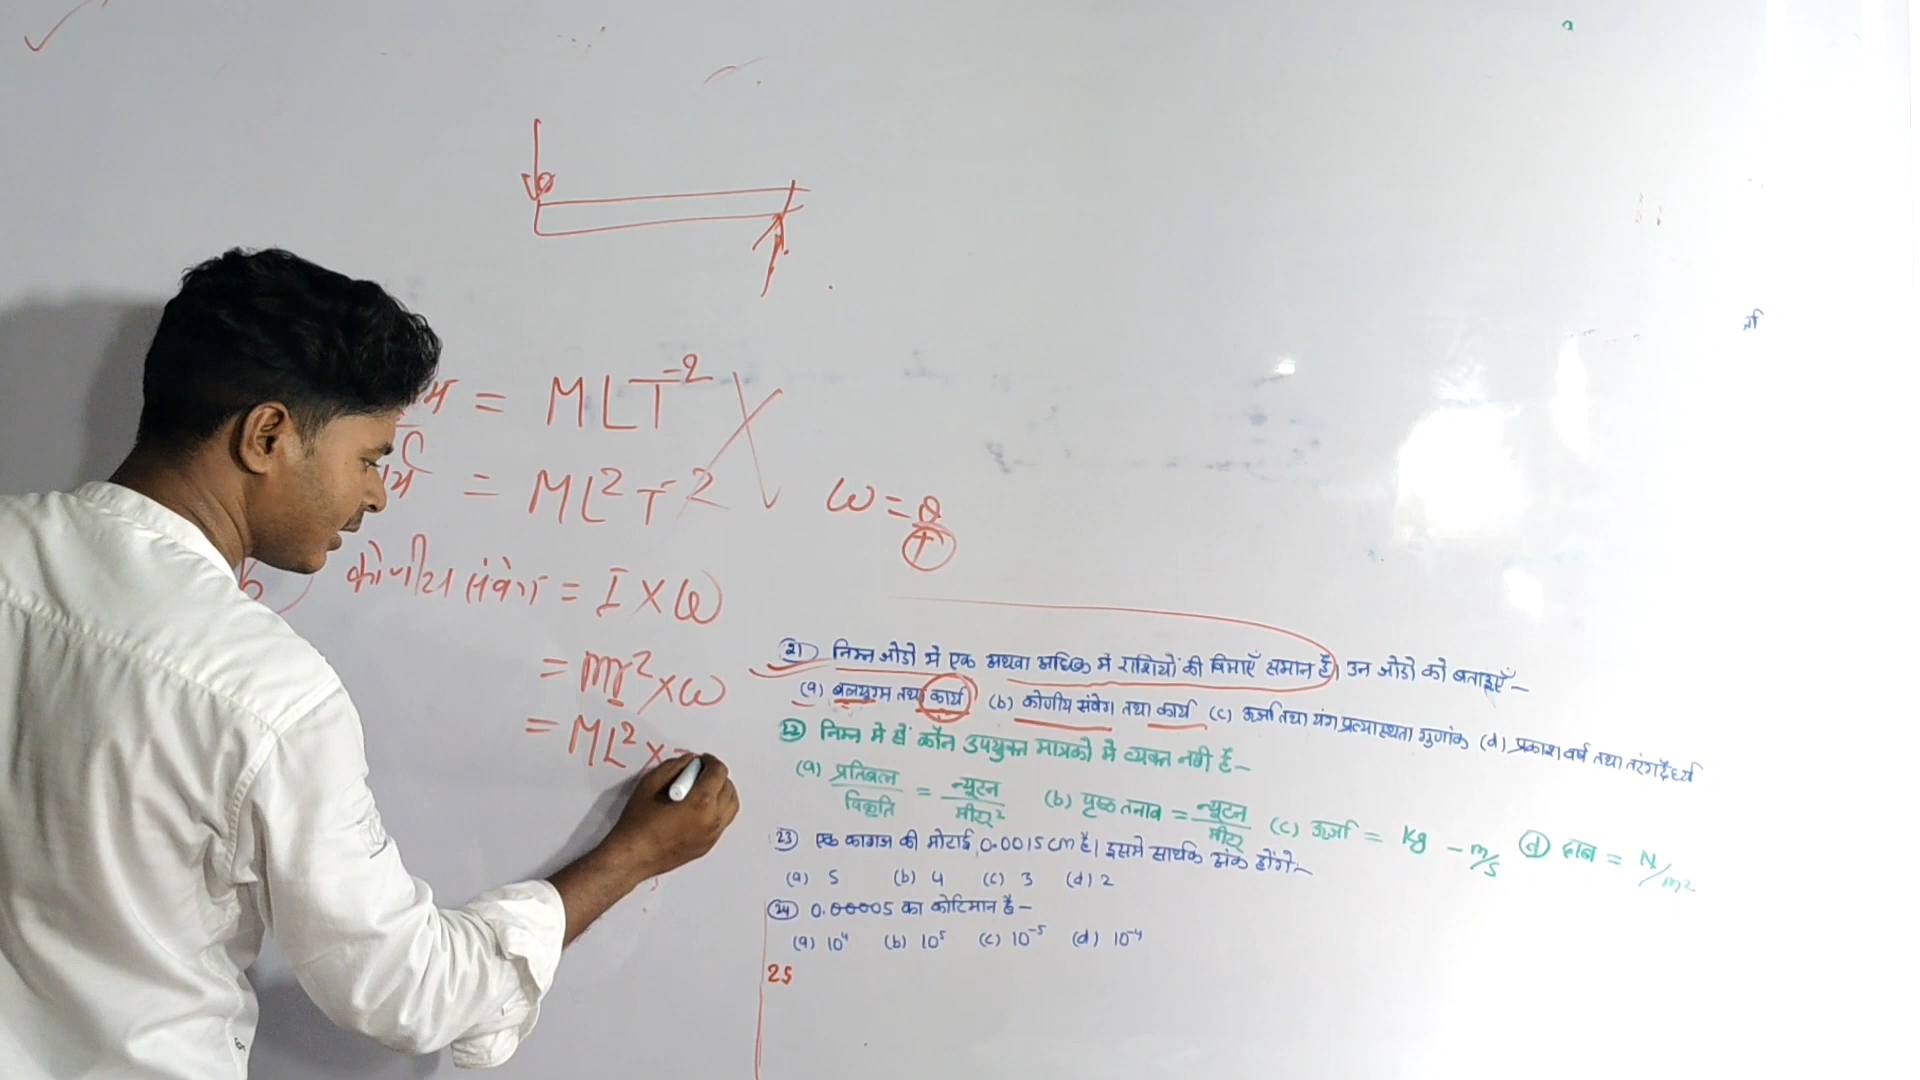 = MLT⁻²
= ML²T⁻2
ω = θ/T
कोणीय संवेग = I × ω
= mr² × ω
= ML² ×
21) निम्न जोडो मे एक अथवा अधिक मे राशियों की विमाएँ समान है। उन जोडो को बताइएँ –
(a) बलयुग्म तथा कार्य (b) कोणीय संवेग तथा कार्य (c) ऊर्जा तथा यंग प्रत्यास्थता गुणांक (d) प्रकाश वर्ष तथा तरंगदैर्ध्य
22) निम्न मे से कौन उपयुक्त मात्रको मे व्यक्त नही है –
(a) प्रतिबल/विकृति = न्यूटन/मीटर² (b) पृष्ठ तनाव = न्यूटन/मीटर (c) ऊर्जा = Kg – m/s (d) दाब = N/m²
23) एक कागज की मोटाई 0.0015 cm है। इसमे सार्थक अंक होंगे –
(a) 5 (b) 4 (c) 3 (d) 2
24) 0.00005 का कोटिमान है –
(a) 10⁴ (b) 10⁵ (c) 10⁻⁵ (d) 10⁻⁴
25